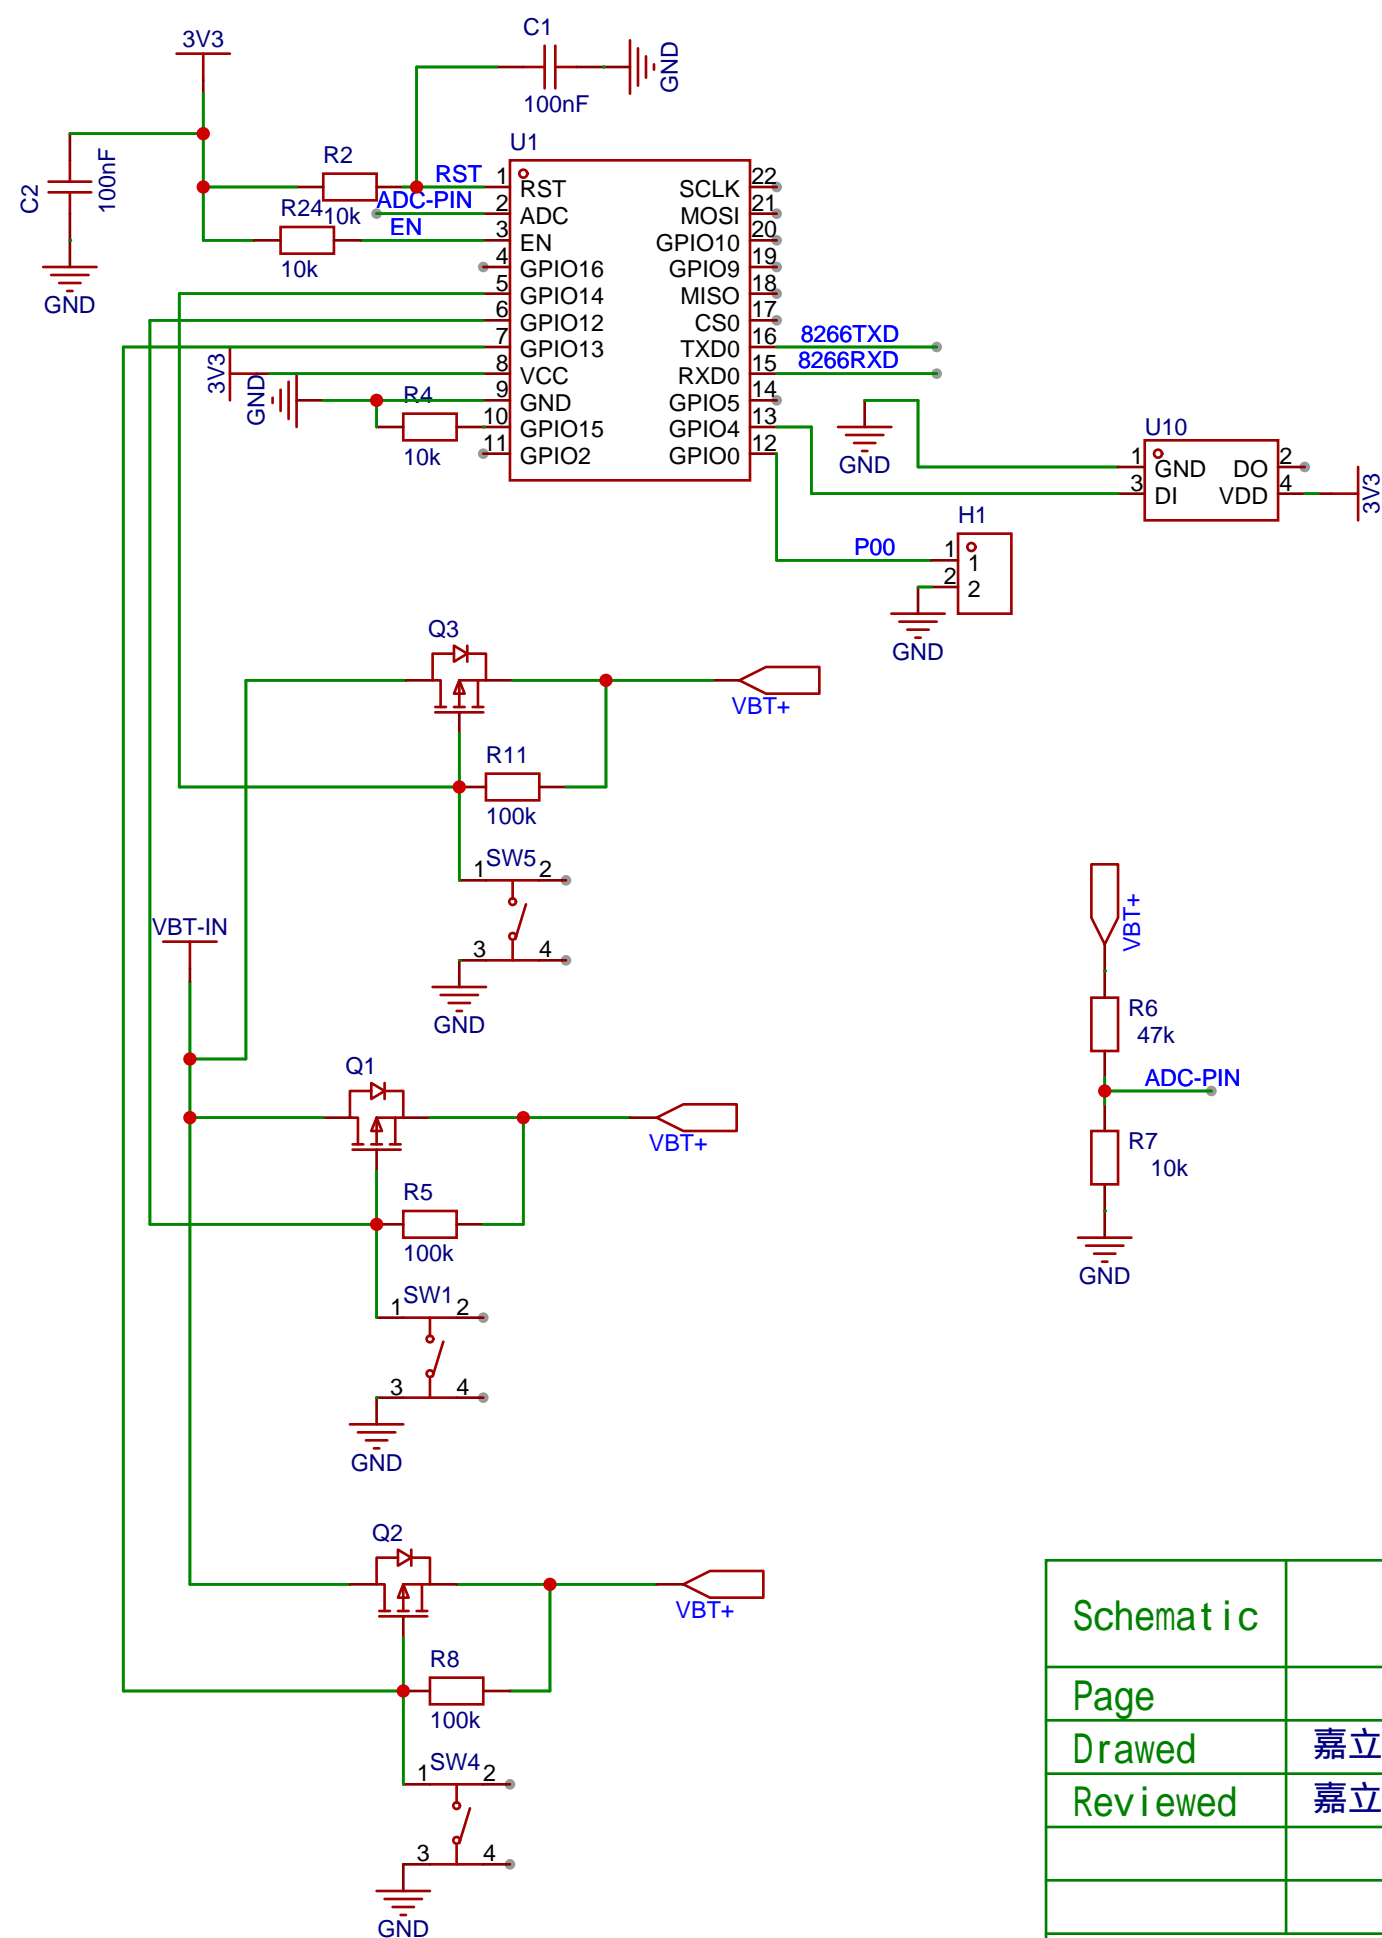 C1
3V3
GND
100nF
C2
100nF
GND
R2
10k
R24
10k
RST
ADC-PIN
EN
U1
1 RST
2 ADC
3 EN
4 GPIO16
5 GPIO14
6 GPIO12
7 GPIO13
8 VCC
9 GND
10 GPIO15
11 GPIO2
SCLK 22
MOSI 21
GPIO10 20
GPIO9 19
MISO 18
CS0 17
TXD0 16
RXD0 15
GPIO5 14
GPIO4 13
GPIO0 12
8266TXD
8266RXD
3V3
GND
R4
10k
GND
U10
1 GND DO 2
3 DI VDD 4
3V3
H1
P00
1 1
2 2
GND
Q3
VBT+
R11
100k
SW5
1 2
3 4
GND
VBT-IN
Q1
VBT+
R5
100k
SW1
1 2
3 4
GND
VBT+
R6
47k
ADC-PIN
R7
10k
GND
Q2
VBT+
R8
100k
SW4
1 2
3 4
GND
Schematic
Page
Drawed 嘉立
Reviewed 嘉立